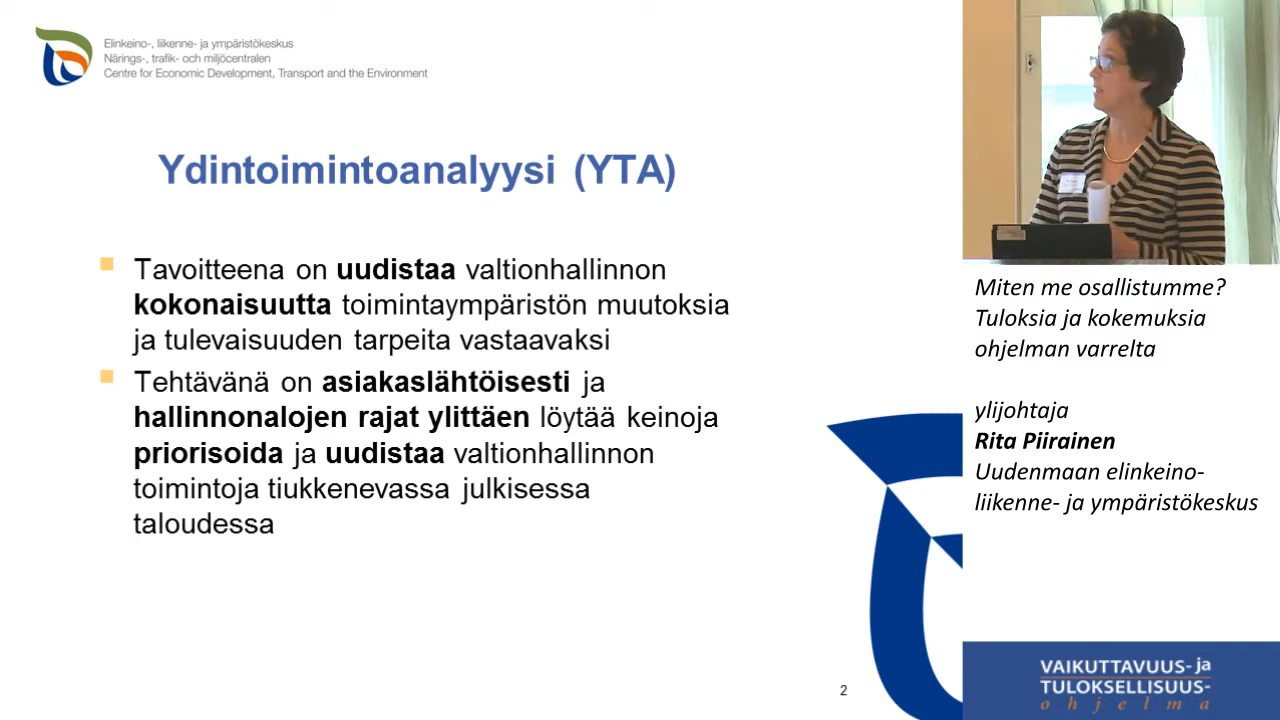 Elinkeino-, liikenne- ja ympäristökeskus
Närings-, trafik- och miljöcentralen
Centre for Economic Development, Transport and the Environment
Ydintoimintoanalyysi (YTA)
Tavoitteena on uudistaa valtionhallinnon
kokonaisuutta toimintaympäristön muutoksia
ja tulevaisuuden tarpeita vastaavaksi
Tehtävänä on asiakaslähtöisesti ja
hallinnonalojen rajat ylittäen löytää keinoja
priorisoida ja uudistaa valtionhallinnon
toimintoja tiukkenevassa julkisessa
taloudessa
2
Miten me osallistumme?
Tuloksia ja kokemuksia
ohjelman varrelta
ylijohtaja
Rita Piirainen
Uudenmaan elinkeino-
liikenne- ja ympäristökeskus
VAIKUTTAVUUS- ja
TULOKSELLISUUS-
ohjelma